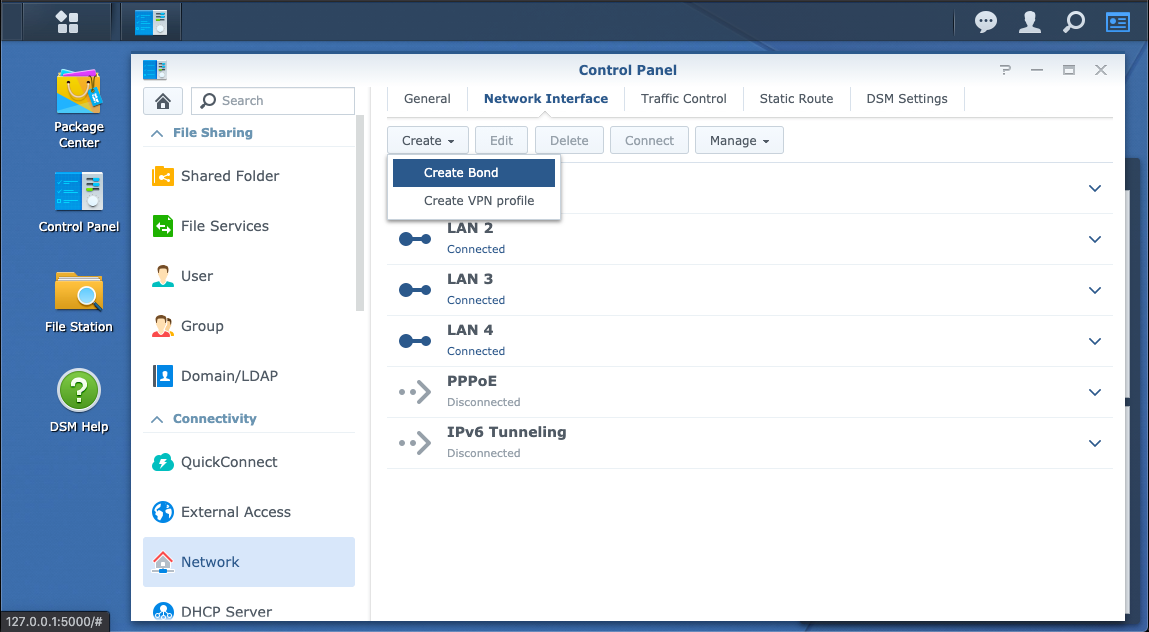 Control Panel
Package
Center
Control Panel
File Station
DSM Help
Search
File Sharing
Shared Folder
File Services
User
Group
Domain/LDAP
Connectivity
QuickConnect
External Access
Network
DHCP Server
General
Network Interface
Traffic Control
Static Route
DSM Settings
Create
Edit
Delete
Connect
Manage
Create Bond
Create VPN profile
LAN 2
Connected
LAN 3
Connected
LAN 4
Connected
PPPoE
Disconnected
IPv6 Tunneling
Disconnected
127.0.0.1:5000/#